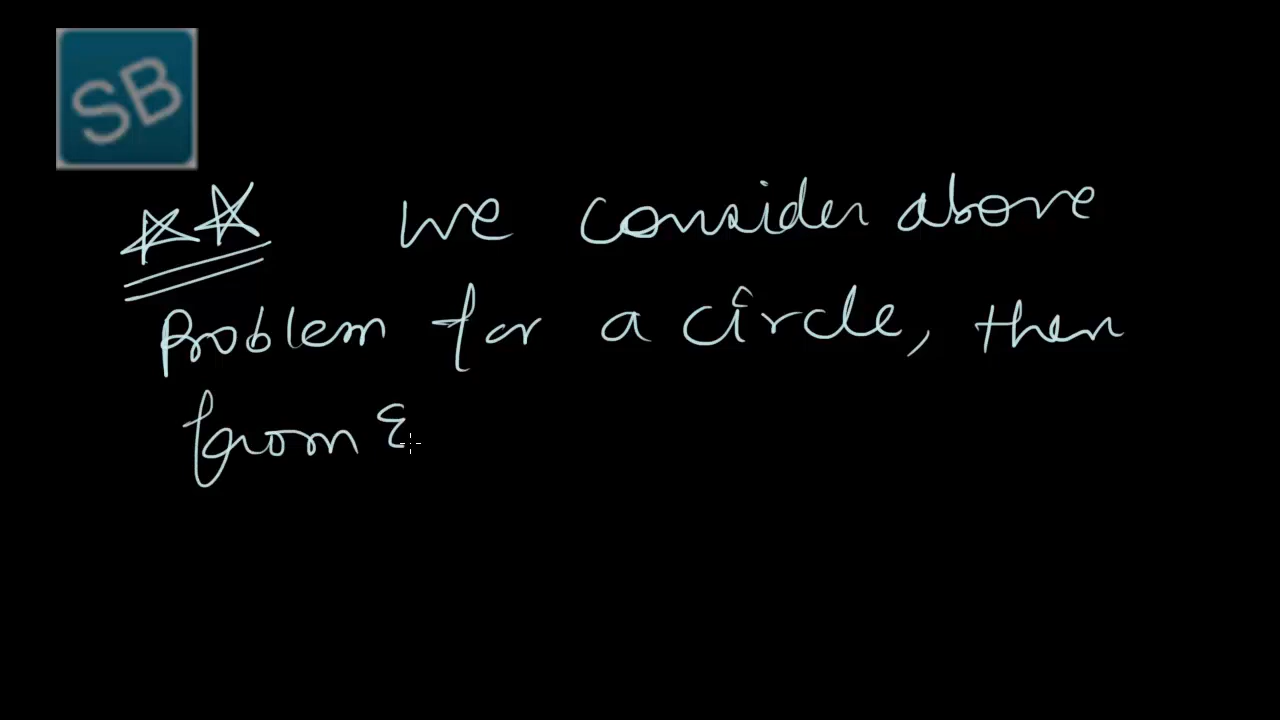 SB
** we consider above
Problem for a circle, then
from E